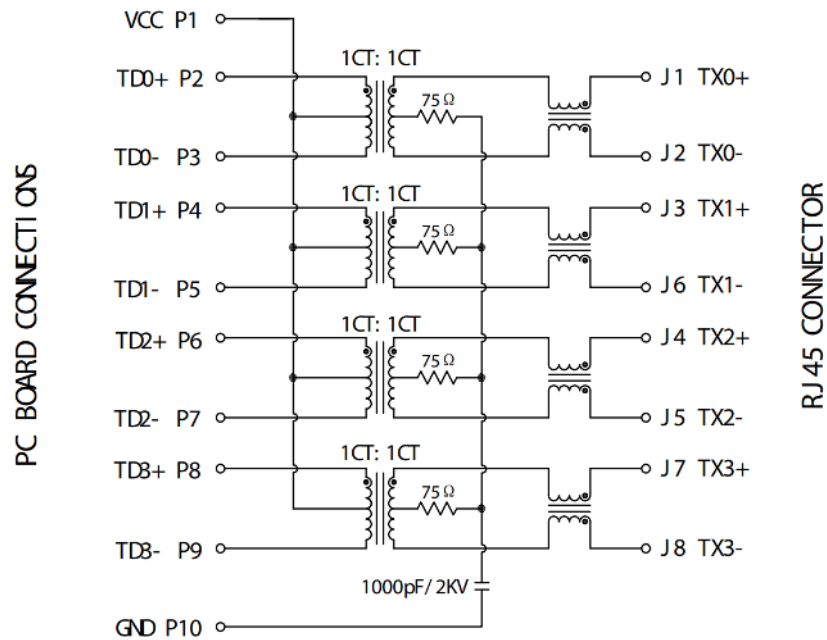 VCC P1
1CT: 1CT
TD0+ P2
J1 TX0+
75Ω
TD0- P3
J2 TX0-
1CT: 1CT
TD1+ P4
J3 TX1+
75Ω
TD1- P5
J6 TX1-
1CT: 1CT
TD2+ P6
J4 TX2+
75Ω
TD2- P7
J5 TX2-
1CT: 1CT
TD3+ P8
J7 TX3+
75Ω
TD3- P9
J8 TX3-
1000pF/2KV
GND P10
PC BOARD CONNECTIONS
RJ45 CONNECTOR